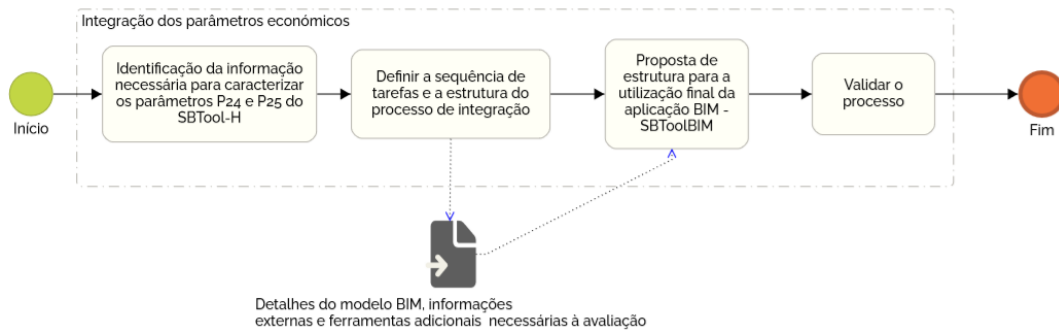 Integração dos parâmetros económicos
Início
Identificação da informação
necessária para caracterizar
os parâmetros P24 e P25 do
SBTool-H
Definir a sequência de
tarefas e a estrutura do
processo de integração
Proposta de
estrutura para a
utilização final da
aplicação BIM -
SBToolBIM
Validar o
processo
Fim
Detalhes do modelo BIM, informações
externas e ferramentas adicionais necessárias à avaliação